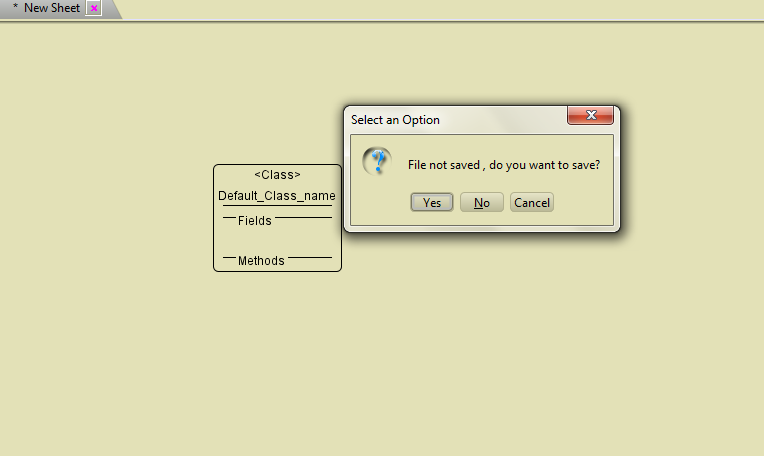 * New Sheet
Select an Option
File not saved , do you want to save?
Yes No Cancel
<Class>
Default_Class_name
Fields
Methods